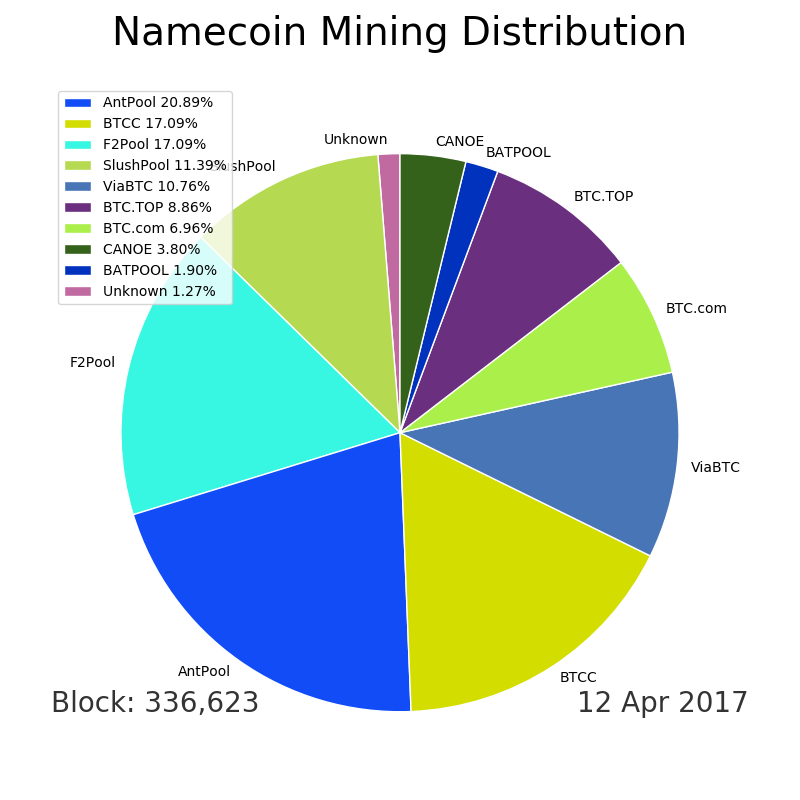 Namecoin Mining Distribution
AntPool 20.89%
BTCC 17.09%
F2Pool 17.09%
SlushPool 11.39%
ViaBTC 10.76%
BTC.TOP 8.86%
BTC.com 6.96%
CANOE 3.80%
BATPOOL 1.90%
Unknown 1.27%
SlushPool
Unknown
CANOE
BATPOOL
BTC.TOP
BTC.com
F2Pool
ViaBTC
AntPool
BTCC
Block: 336,623
12 Apr 2017